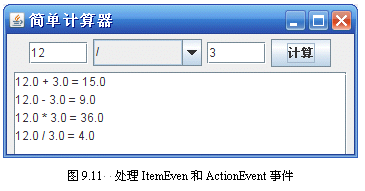 简单计算器
12 / 3 计算
12.0 + 3.0 = 15.0
12.0 - 3.0 = 9.0
12.0 * 3.0 = 36.0
12.0 / 3.0 = 4.0
图 9.11 处理 ItemEven 和 ActionEvent 事件